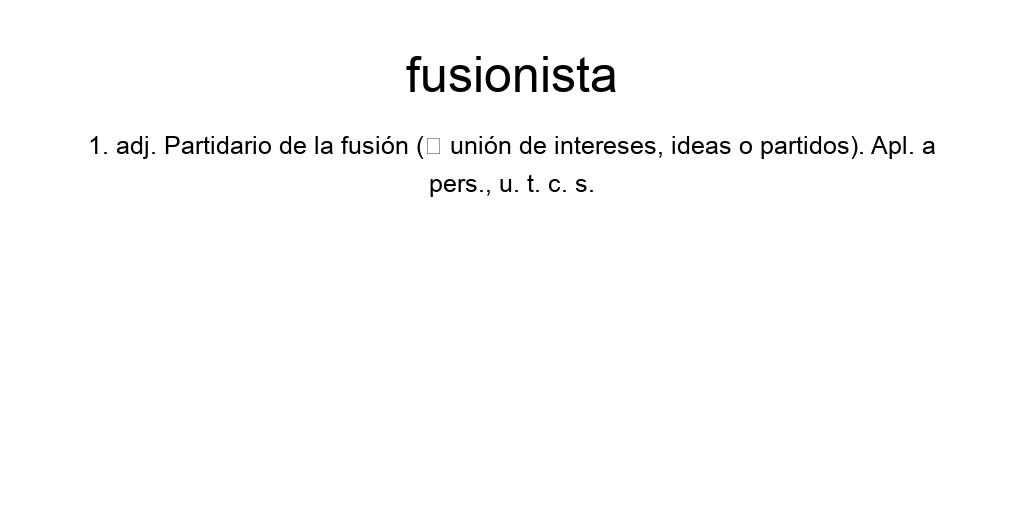 fusionista
1. adj. Partidario de la fusión (□ unión de intereses, ideas o partidos). Apl. a
pers., u. t. c. s.